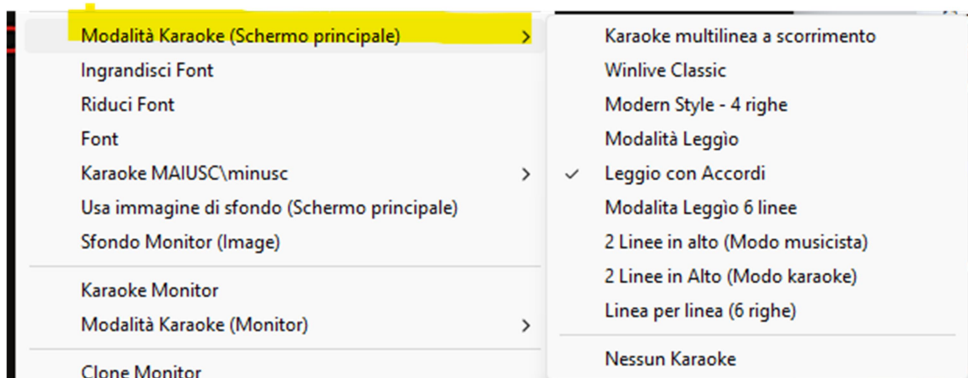 Modalità Karaoke (Schermo principale)
Ingrandisci Font
Riduci Font
Font
Karaoke MAIUSC\minusc
Usa immagine di sfondo (Schermo principale)
Sfondo Monitor (Image)
Karaoke Monitor
Modalità Karaoke (Monitor)
Clone Monitor
Karaoke multilinea a scorrimento
Winlive Classic
Modern Style - 4 righe
Modalità Leggìo
Leggio con Accordi
Modalita Leggìo 6 linee
2 Linee in alto (Modo musicista)
2 Linee in Alto (Modo karaoke)
Linea per linea (6 righe)
Nessun Karaoke